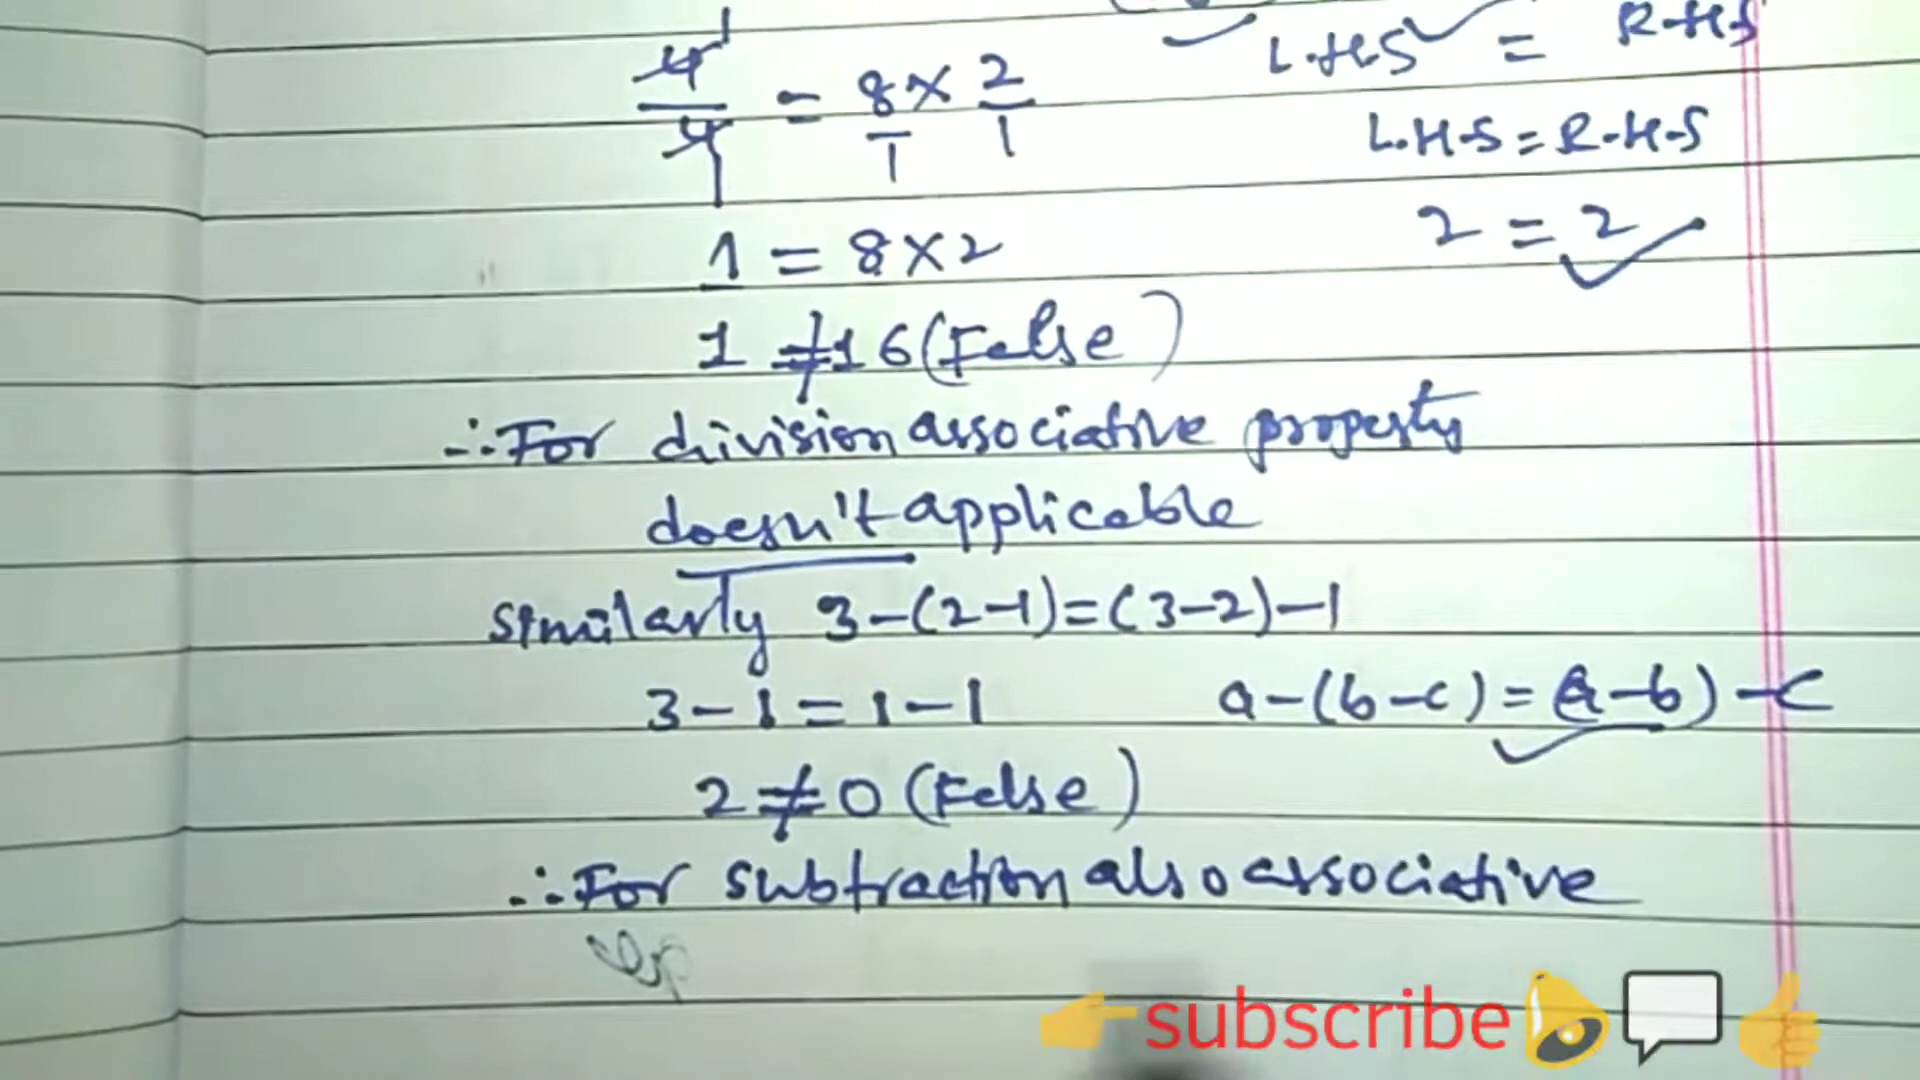 L.H.S = R.H.S
4/4 = 8/1 × 2/1
L.H.S = R.H.S
1 = 8×2
2 = 2
1 ≠ 16 (False)
∴ For division associative property
doesn't applicable
similarly 3-(2-1)=(3-2)-1
3-1=1-1
a-(b-c)=(a-b)-c
2≠0 (False)
∴ For subtraction also associative
subscribe